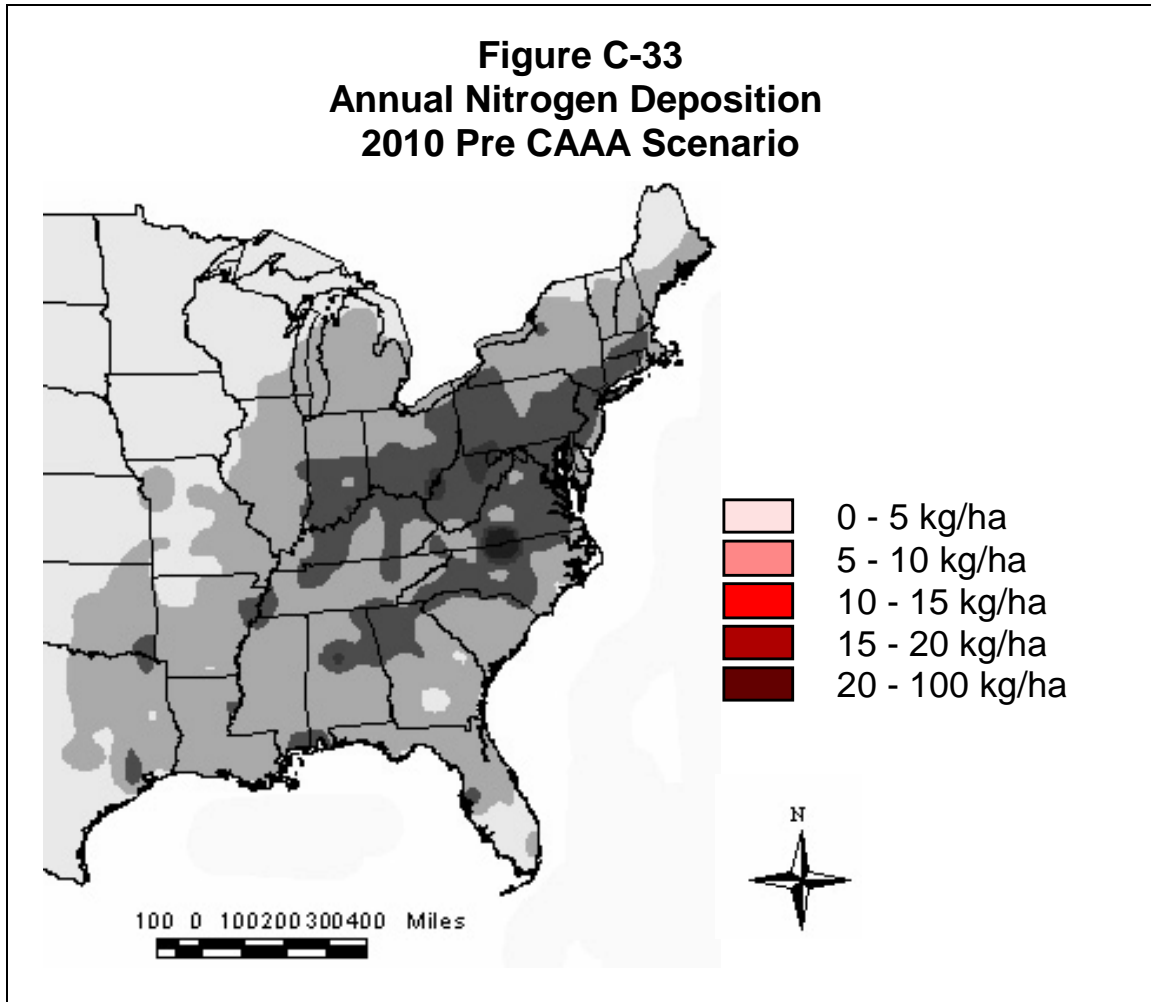 Figure C-33
Annual Nitrogen Deposition
2010 Pre CAAA Scenario
0 - 5 kg/ha
5 - 10 kg/ha
10 - 15 kg/ha
15 - 20 kg/ha
20 - 100 kg/ha
N
100 0 100200300400 Miles